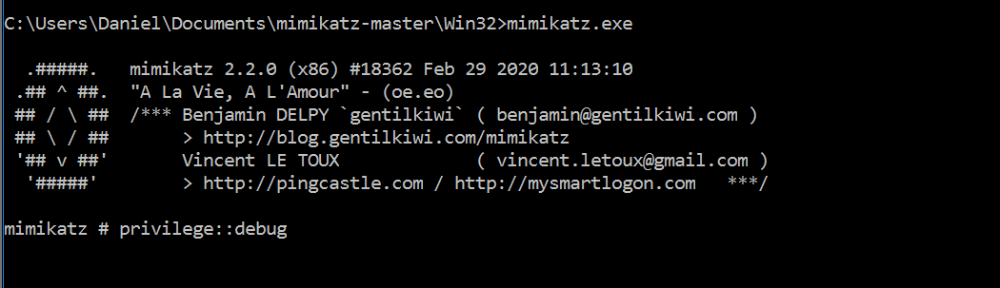 C:\Users\Daniel\Documents\mimikatz-master\Win32>mimikatz.exe
  .#####.   mimikatz 2.2.0 (x86) #18362 Feb 29 2020 11:13:10
 .## ^ ##.  "A La Vie, A L'Amour" - (oe.eo)
 ## / \ ##  /*** Benjamin DELPY `gentilkiwi` ( benjamin@gentilkiwi.com )
 ## \ / ##       > http://blog.gentilkiwi.com/mimikatz
 '## v ##'       Vincent LE TOUX             ( vincent.letoux@gmail.com )
  '#####'        > http://pingcastle.com / http://mysmartlogon.com   ***/
mimikatz # privilege::debug